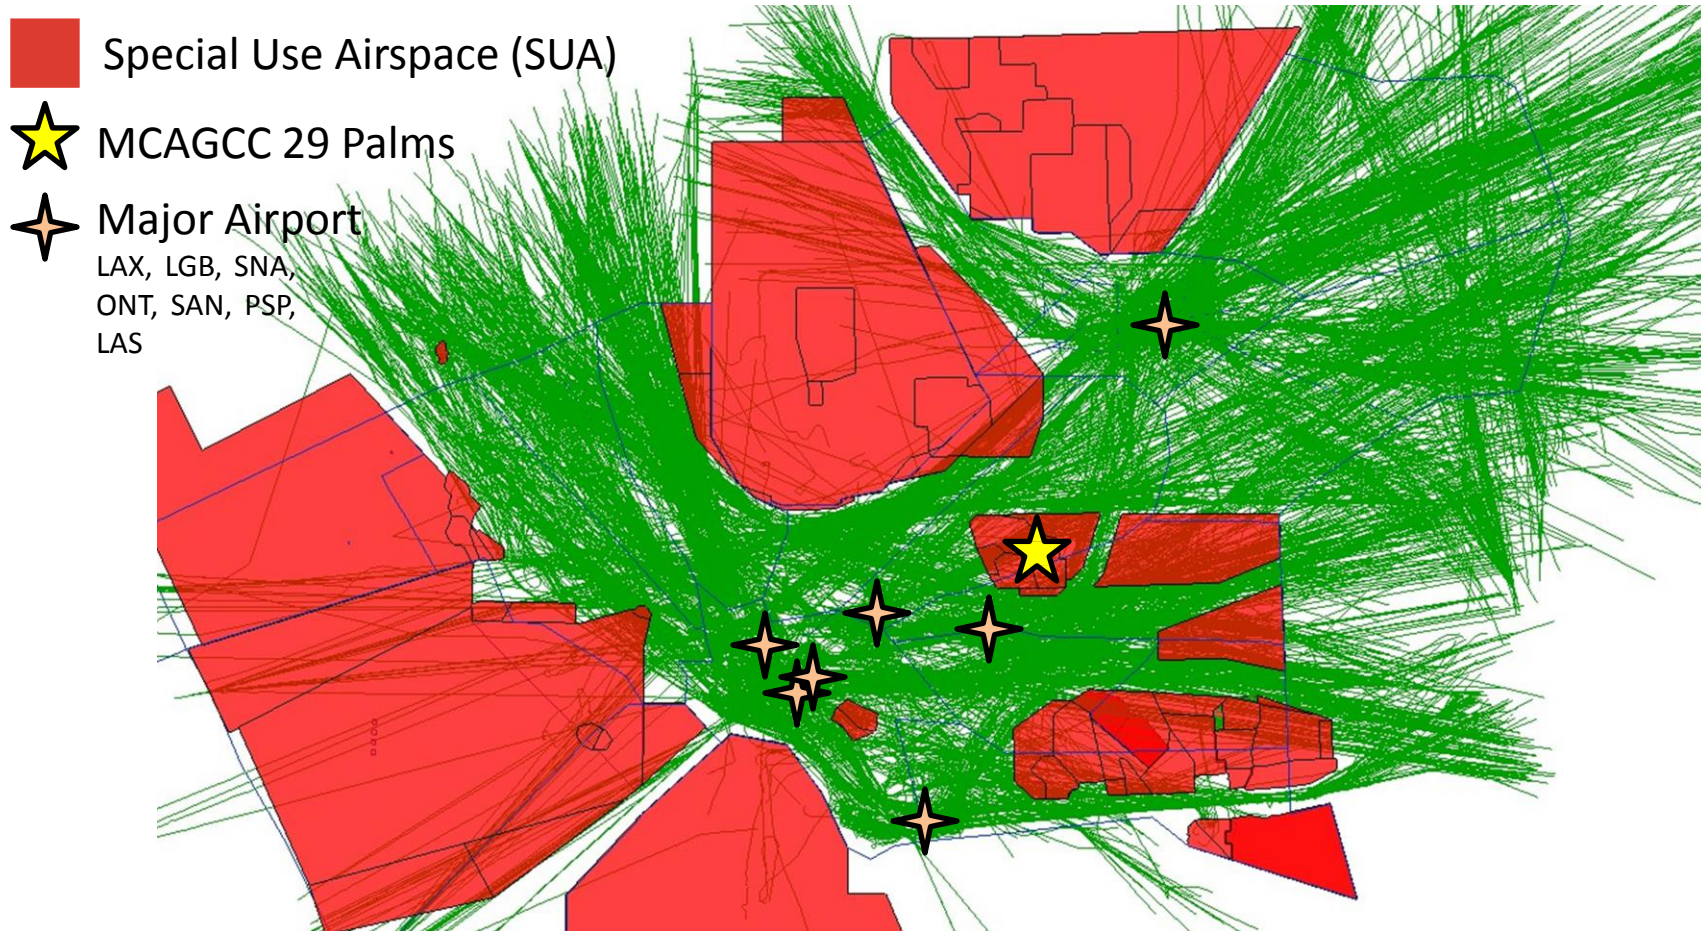 Special Use Airspace (SUA)
MCAGCC 29 Palms
Major Airport
LAX, LGB, SNA,
ONT, SAN, PSP,
LAS